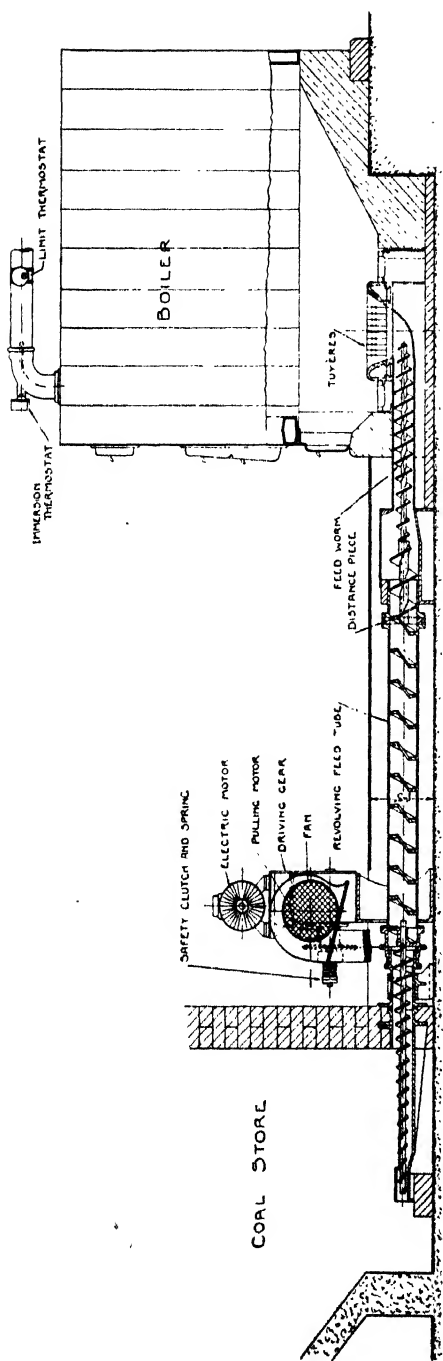 COAL STORE
SAFETY CLUTCH AND SPRING
ELECTRIC MOTOR
PULLING MOTOR
DRIVING GEAR
FAN
REVOLVING FEED TUBE
DISTANCE PIECE
FEED WORM
TUYERES
IMMERSION
THERMOSTAT
LIMIT THERMOSTAT
BOILER